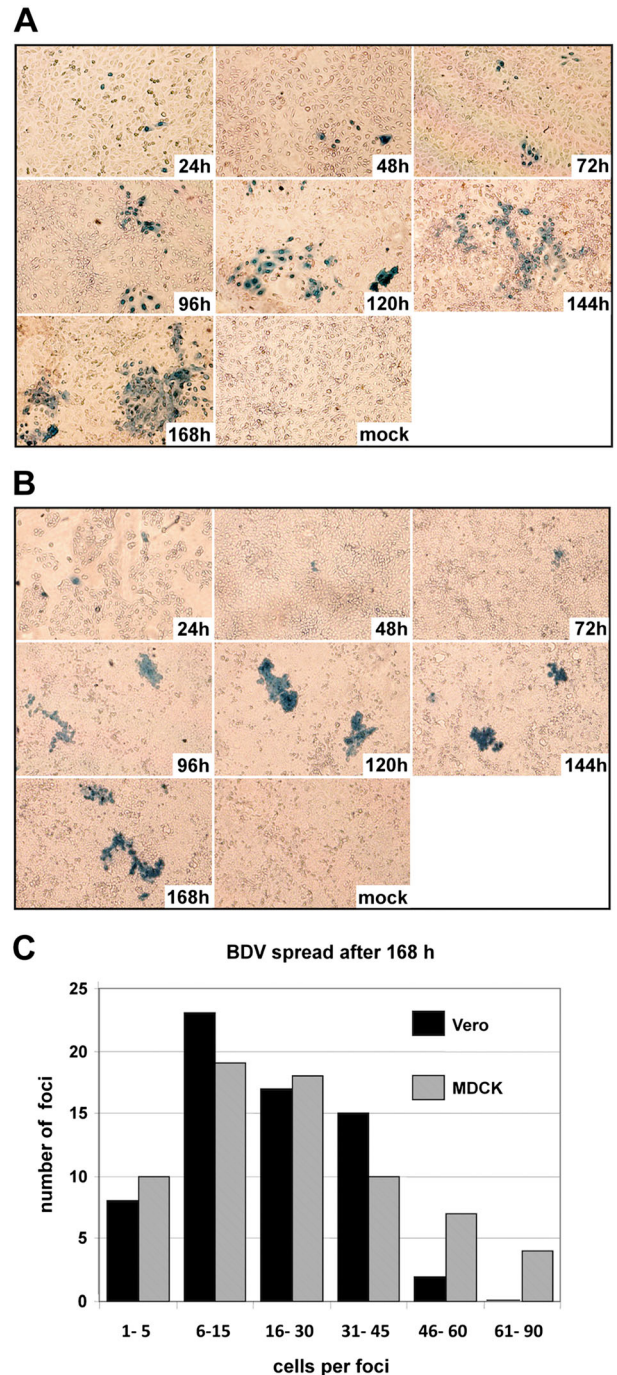 A
24h 48h 72h
96h 120h 144h
168h mock
B
24h 48h 72h
96h 120h 144h
168h mock
C
BDV spread after 168 h
25
20
15
10
5
0
number of foci
Vero
MDCK
1- 5 6-15 16- 30 31- 45 46- 60 61- 90
cells per foci